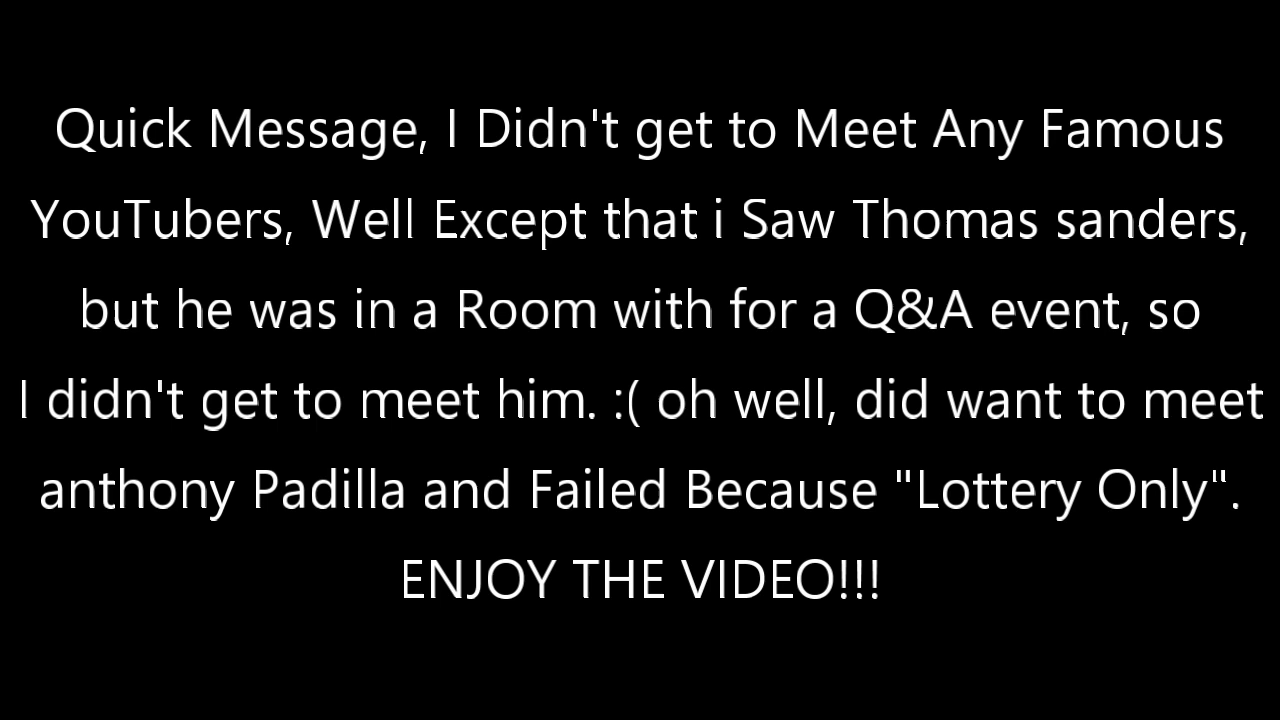 Quick Message, I Didn't get to Meet Any Famous
YouTubers, Well Except that i Saw Thomas sanders,
but he was in a Room with for a Q&A event, so
I didn't get to meet him. :( oh well, did want to meet
anthony Padilla and Failed Because "Lottery Only".
ENJOY THE VIDEO!!!